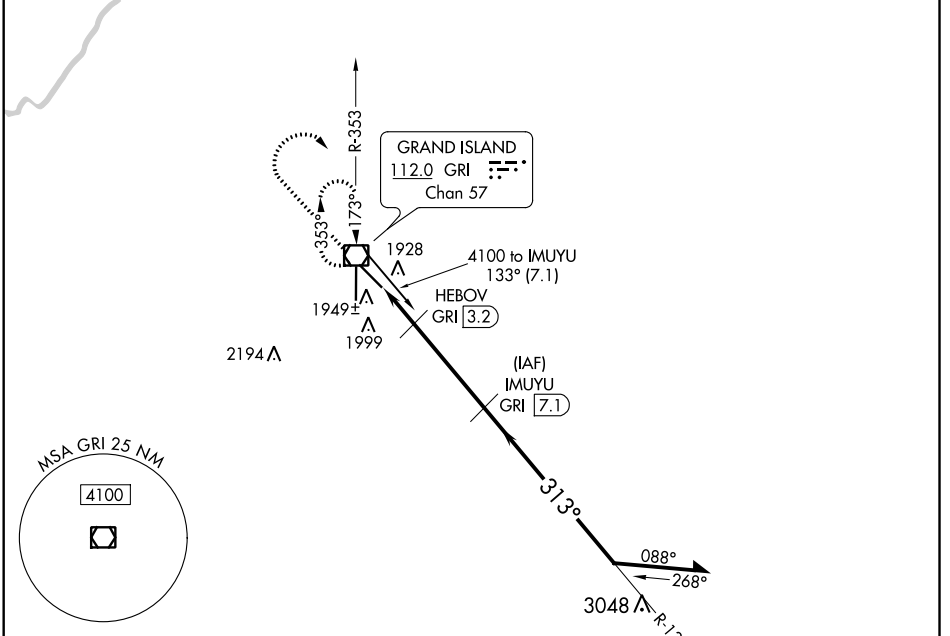 R-353
GRAND ISLAND
112.0 GRI
Chan 57
353°
173°
1928
4100 to IMUYU
133° (7.1)
HEBOV
GRI 3.2
1949±
1999
2194
(IAF)
IMUYU
GRI 7.1
MSA GRI 25 NM
4100
313°
088°
268°
3048